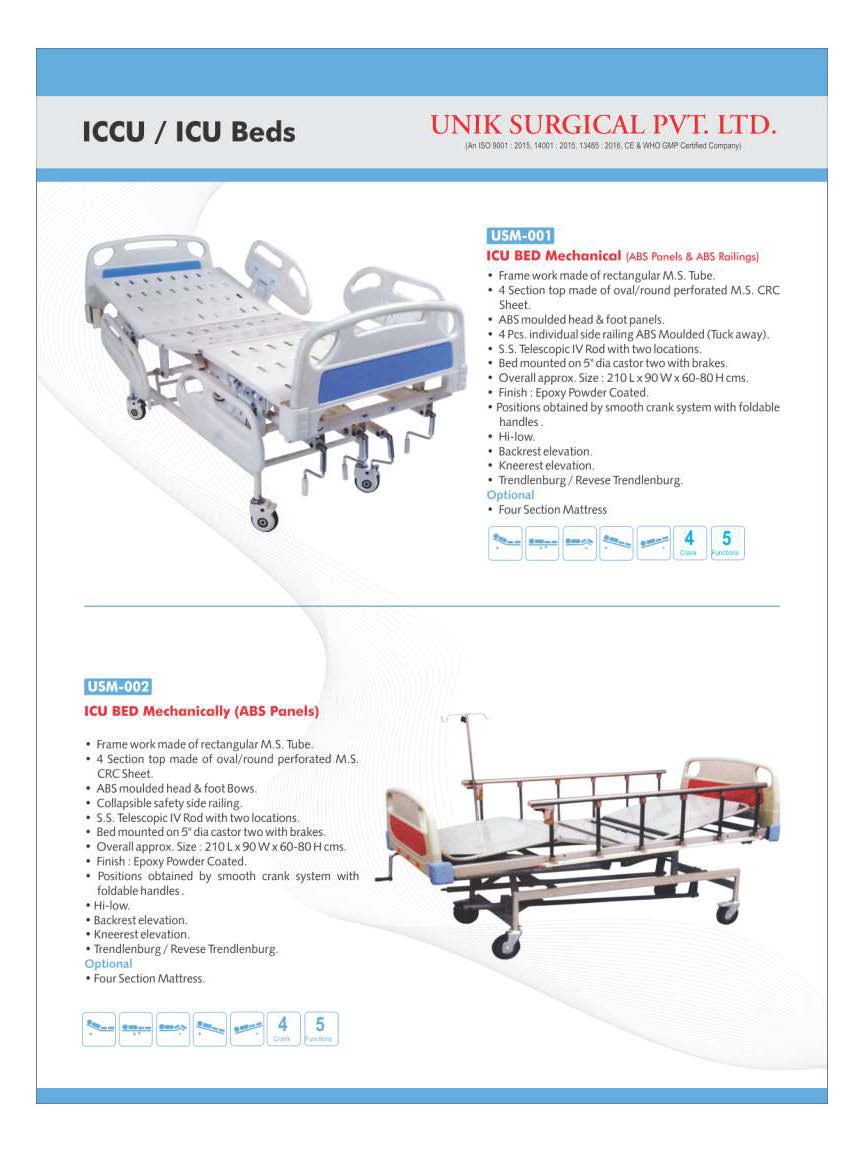 ICCU / ICU Beds
UNIK SURGICAL PVT. LTD.
(An ISO 9001 : 2015, 14001 : 2015, 13485 : 2016, CE & WHO GMP Certified Company)
USM-001
ICU BED Mechanical (ABS Panels & ABS Railings)
• Frame work made of rectangular M.S. Tube.
• 4 Section top made of oval/round perforated M.S. CRC
Sheet.
• ABS moulded head & foot panels.
• 4 Pcs. individual side railing ABS Moulded (Tuck away).
• S.S. Telescopic IV Rod with two locations.
• Bed mounted on 5" dia castor two with brakes.
• Overall approx. Size : 210 L x 90 W x 60-80 H cms.
• Finish : Epoxy Powder Coated.
• Positions obtained by smooth crank system with foldable
handles .
• Hi-low.
• Backrest elevation.
• Kneerest elevation.
• Trendlenburg / Revese Trendlenburg.
Optional
• Four Section Mattress
4 5
Crank Functions
USM-002
ICU BED Mechanically (ABS Panels)
• Frame work made of rectangular M.S. Tube.
• 4 Section top made of oval/round perforated M.S.
CRC Sheet.
• ABS moulded head & foot Bows.
• Collapsible safety side railing.
• S.S. Telescopic IV Rod with two locations.
• Bed mounted on 5" dia castor two with brakes.
• Overall approx. Size : 210 L x 90 W x 60-80 H cms.
• Finish : Epoxy Powder Coated.
• Positions obtained by smooth crank system with
foldable handles .
• Hi-low.
• Backrest elevation.
• Kneerest elevation.
• Trendlenburg / Revese Trendlenburg.
Optional
• Four Section Mattress.
4 5
Crank Functions